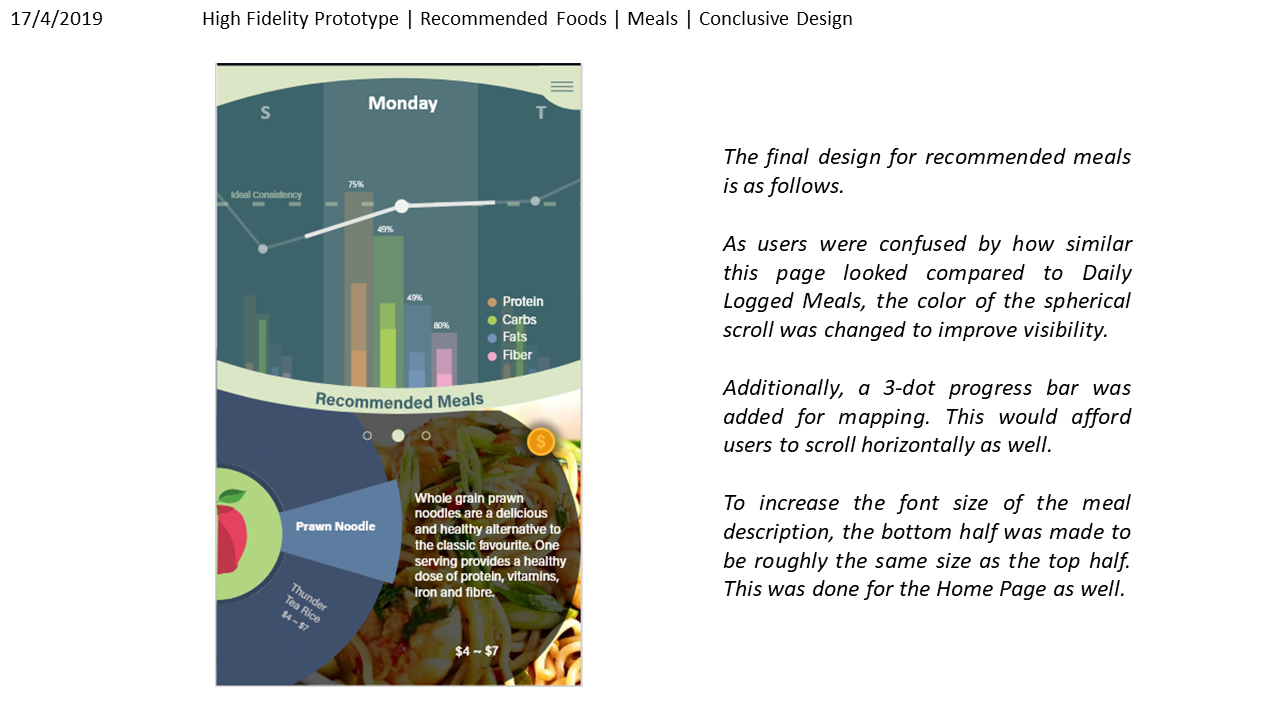 17/4/2019
High Fidelity Prototype | Recommended Foods | Meals | Conclusive Design
S
Monday
T
75%
Ideal Consistency
49%
49%
80%
Protein
Carbs
Fats
Fiber
Recommended Meals
$
Prawn Noodle
Thunder
Tea Rice
$4 ~ $7
Whole grain prawn
noodles are a delicious
and healthy alternative to
the classic favourite. One
serving provides a healthy
dose of protein, vitamins,
iron and fibre.
$4 ~ $7
The final design for recommended meals
is as follows.
As users were confused by how similar
this page looked compared to Daily
Logged Meals, the color of the spherical
scroll was changed to improve visibility.
Additionally, a 3-dot progress bar was
added for mapping. This would afford
users to scroll horizontally as well.
To increase the font size of the meal
description, the bottom half was made to
be roughly the same size as the top half.
This was done for the Home Page as well.